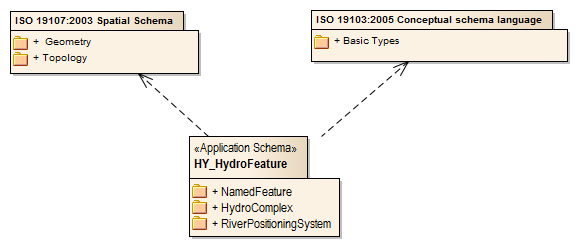 ISO 19107:2003 Spatial Schema
+ Geometry
+ Topology
ISO 19103:2005 Conceptual schema language
+ Basic Types
«Application Schema»
HY_HydroFeature
+ NamedFeature
+ HydroComplex
+ RiverPositioningSystem